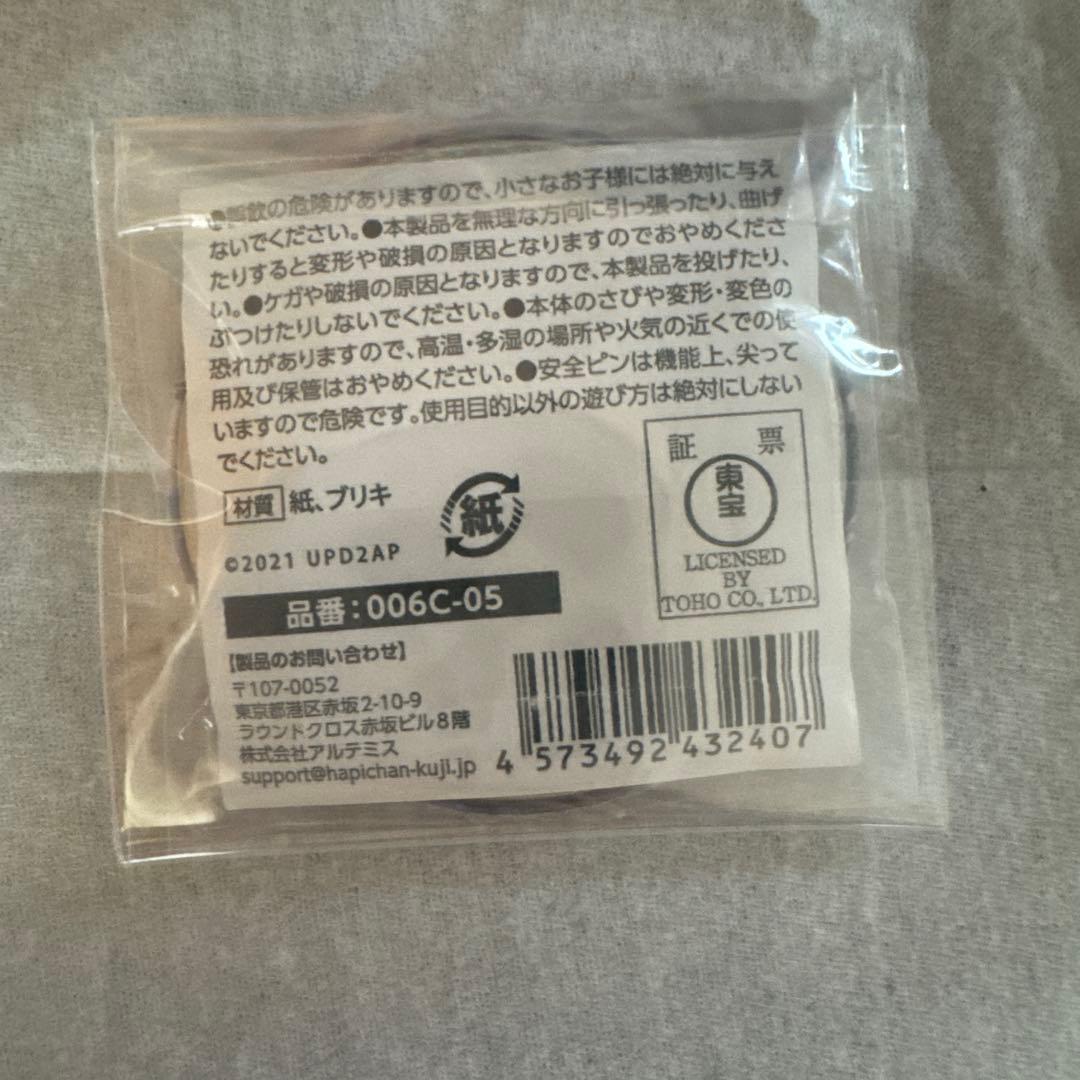 ●誤飲の危険がありますので、小さなお子様には絶対に与え
ないでください。●本製品を無理な方向に引っ張ったり、曲げ
たりすると変形や破損の原因となりますのでおやめくださ
い。●ケガや破損の原因となりますので、本製品を投げたり、
ぶつけたりしないでください。●本体のさびや変形・変色の
恐れがありますので、高温・多湿の場所や火気の近くでの使
用及び保管はおやめください。●安全ピンは機能上、尖って
いますので危険です。使用目的以外の遊び方は絶対にしない
でください。
材質 紙、ブリキ
紙
©2021 UPD2AP
品番:006C-05
証 票
東宝
LICENSED
BY
TOHO CO., LTD.
【製品のお問い合わせ】
〒107-0052
東京都港区赤坂2-10-9
ラウンドクロス赤坂ビル8階
株式会社アルテミス
support@hapichan-kuji.jp
4 573492 432407